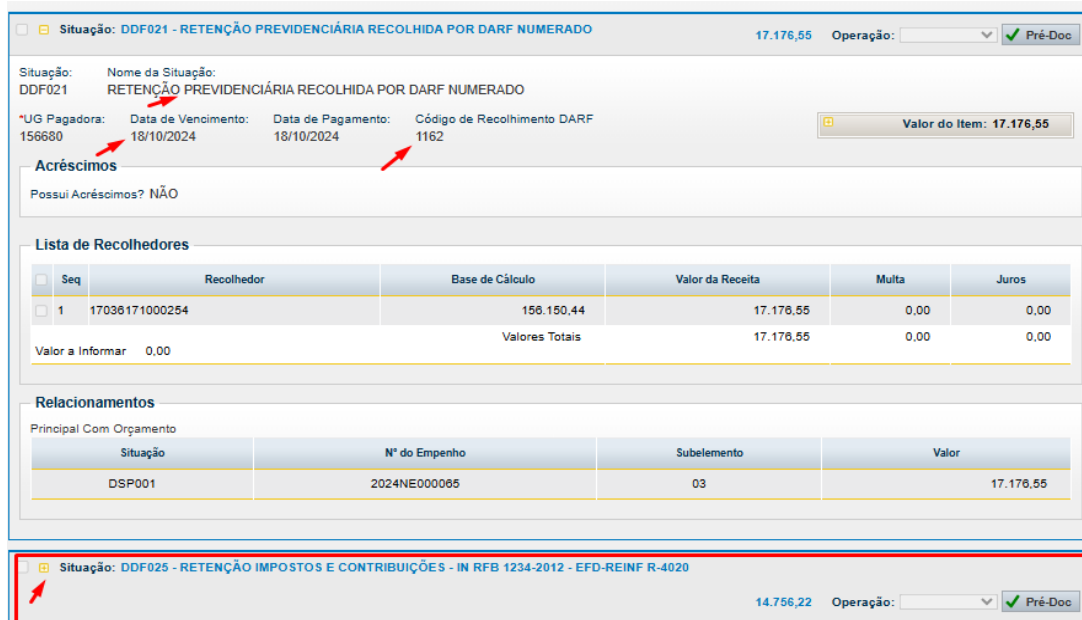 Situação: DDF021 - RETENÇÃO PREVIDENCIÁRIA RECOLHIDA POR DARF NUMERADO
17.176,55 Operação: Pré-Doc
Situação: Nome da Situação:
DDF021 RETENÇÃO PREVIDENCIÁRIA RECOLHIDA POR DARF NUMERADO
*UG Pagadora: Data de Vencimento: Data de Pagamento: Código de Recolhimento DARF
156680 18/10/2024 18/10/2024 1162
Valor do Item: 17.176,55
Acréscimos
Possui Acréscimos? NÃO
Lista de Recolhedores
Seq Recolhedor Base de Cálculo Valor da Receita Multa Juros
1 17036171000254 156.150,44 17.176,55 0,00 0,00
Valores Totais 17.176,55 0,00 0,00
Valor a Informar 0,00
Relacionamentos
Principal Com Orçamento
Situação Nª do Empenho Subelemento Valor
DSP001 2024NE000065 03 17.176,55
Situação: DDF025 - RETENÇÃO IMPOSTOS E CONTRIBUIÇÕES - IN RFB 1234-2012 - EFD-REINF R-4020
14.756,22 Operação: Pré-Doc